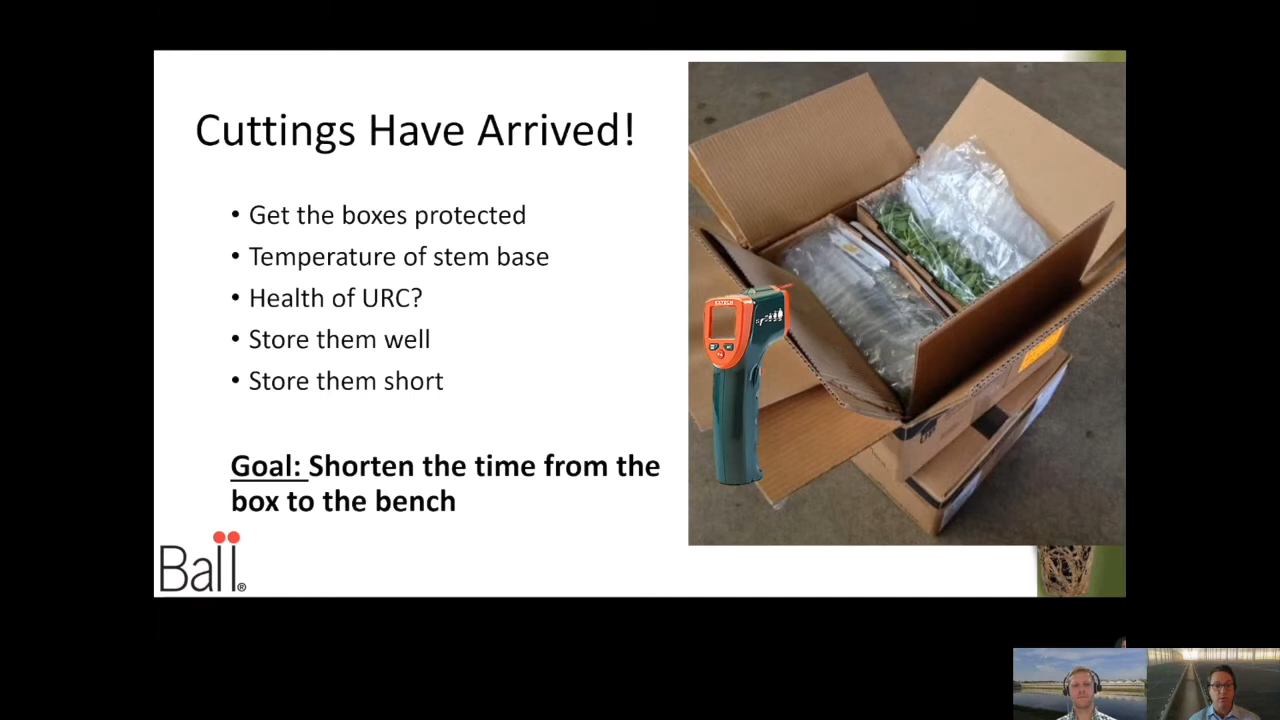 Cuttings Have Arrived!
• Get the boxes protected
• Temperature of stem base
• Health of URC?
• Store them well
• Store them short
Goal: Shorten the time from the
box to the bench
Ball®
EXTECH